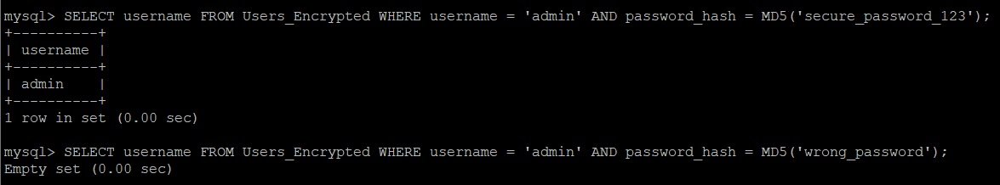 mysql> SELECT username FROM Users_Encrypted WHERE username = 'admin' AND password_hash = MD5('secure_password_123');
+----------+
| username |
+----------+
| admin    |
+----------+
1 row in set (0.00 sec)
mysql> SELECT username FROM Users_Encrypted WHERE username = 'admin' AND password_hash = MD5('wrong_password');
Empty set (0.00 sec)